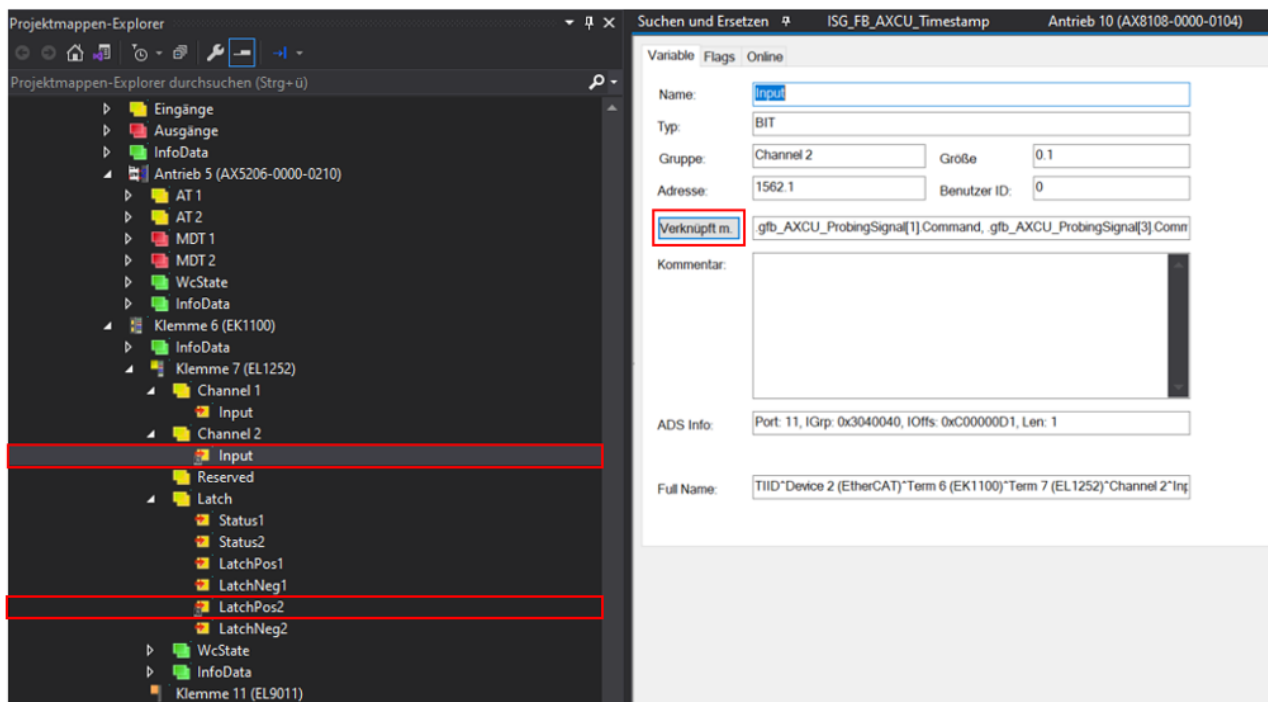 Projektmappen-Explorer
Projektmappen-Explorer durchsuchen (Strg+ü)
Eingänge
Ausgänge
InfoData
Antrieb 5 (AX5206-0000-0210)
AT 1
AT 2
MDT 1
MDT 2
WcState
InfoData
Klemme 6 (EK1100)
InfoData
Klemme 7 (EL1252)
Channel 1
Input
Channel 2
Input
Reserved
Latch
Status1
Status2
LatchPos1
LatchNeg1
LatchPos2
LatchNeg2
WcState
InfoData
Klemme 11 (EL9011)
Suchen und Ersetzen ISG_FB_AXCU_Timestamp Antrieb 10 (AX8108-0000-0104)
Variable Flags Online
Name: Input
Typ: BIT
Gruppe: Channel 2 Größe 0.1
Adresse: 1562.1 Benutzer ID: 0
Verknüpft m. .gfb_AXCU_ProbingSignal[1].Command, .gfb_AXCU_ProbingSignal[3].Comm
Kommentar:
ADS Info: Port: 11, IGrp: 0x3040040, IOffs: 0xC00000D1, Len: 1
Full Name: TIID^Device 2 (EtherCAT)^Term 6 (EK1100)^Term 7 (EL1252)^Channel 2^Inp